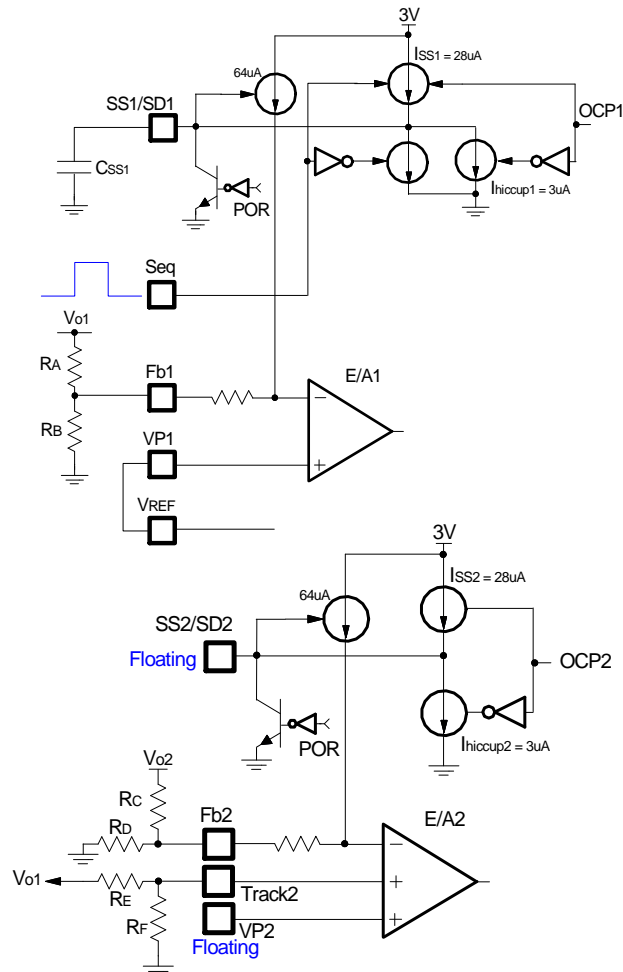 3V
ISS1 = 28uA
64uA
SS1/SD1
OCP1
CSS1
POR
Ihiccup1 = 3uA
Seq
Vo1
RA
Fb1
E/A1
RB
VP1
VREF
3V
ISS2 = 28uA
64uA
SS2/SD2
Floating
OCP2
POR
Ihiccup2 = 3uA
Vo2
RC
Fb2
E/A2
RD
Vo1
RE
Track2
RF
VP2
Floating